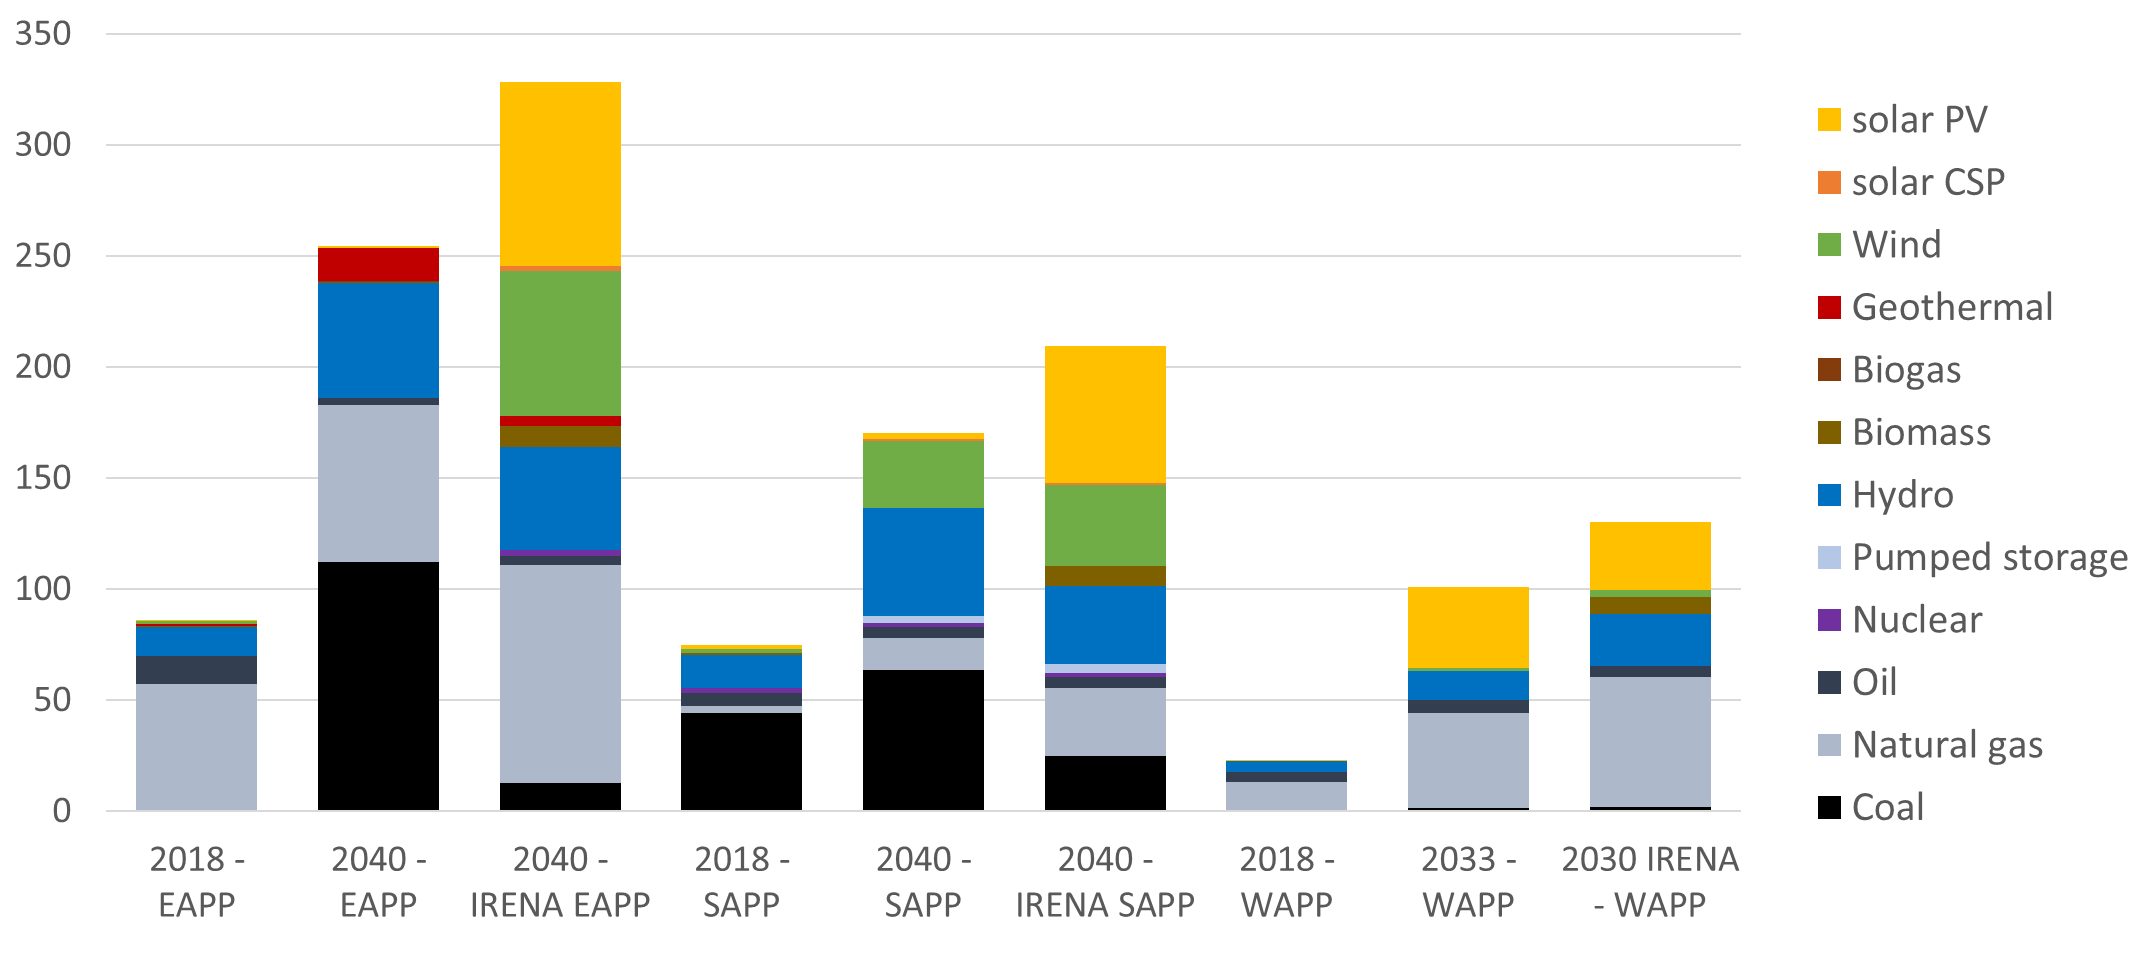 350
300
250
200
150
100
50
0
2018 -
EAPP
2040 -
EAPP
2040 -
IRENA EAPP
2018 -
SAPP
2040 -
SAPP
2040 -
IRENA SAPP
2018 -
WAPP
2033 -
WAPP
2030 IRENA
- WAPP
solar PV
solar CSP
Wind
Geothermal
Biogas
Biomass
Hydro
Pumped storage
Nuclear
Oil
Natural gas
Coal